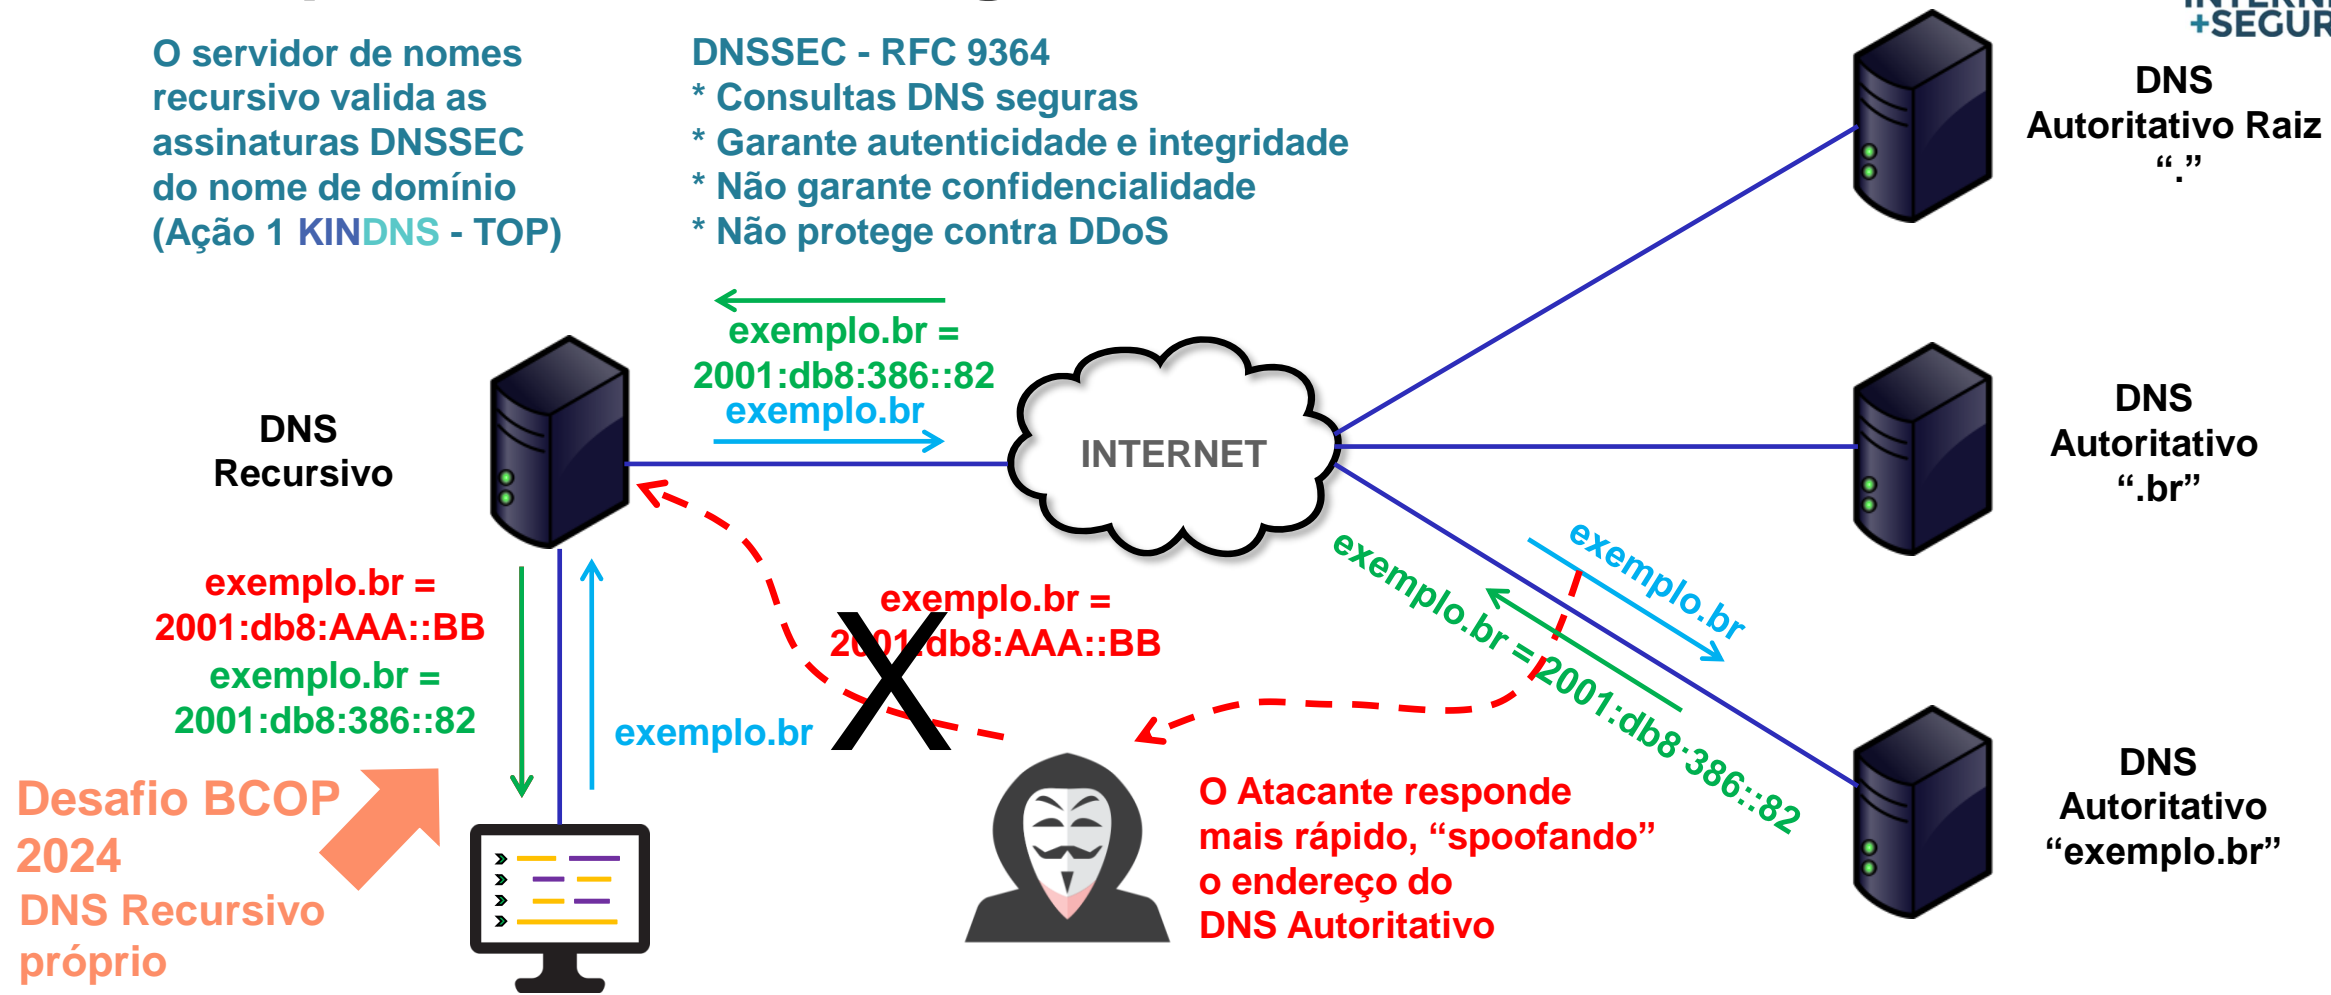 +SEGUR
O servidor de nomes
recursivo valida as
assinaturas DNSSEC
do nome de domínio
(Ação 1 KINDNS - TOP)
DNSSEC - RFC 9364
* Consultas DNS seguras
* Garante autenticidade e integridade
* Não garante confidencialidade
* Não protege contra DDoS
DNS
Autoritativo Raiz
“.”
exemplo.br =
2001:db8:386::82
exemplo.br
DNS
Recursivo
INTERNET
DNS
Autoritativo
“.br”
exemplo.br =
2001:db8:AAA::BB
exemplo.br =
2001:db8:386::82
exemplo.br
exemplo.br =
2001:db8:AAA::BB
X
exemplo.br
exemplo.br = 2001:db8:386::82
Desafio BCOP
2024
DNS Recursivo
próprio
O Atacante responde
mais rápido, “spoofando”
o endereço do
DNS Autoritativo
DNS
Autoritativo
“exemplo.br”